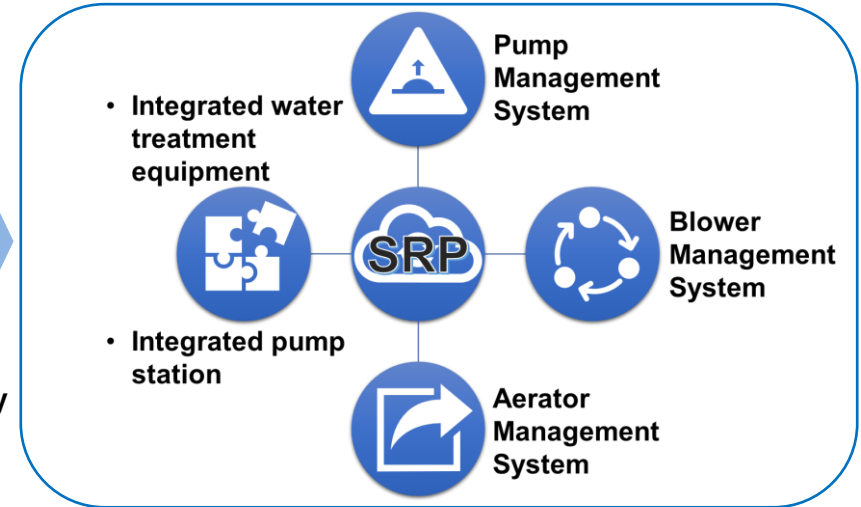 Pump
Management
System
• Integrated water
treatment
equipment
SRP
Blower
Management
System
• Integrated pump
station
y
Aerator
Management
System